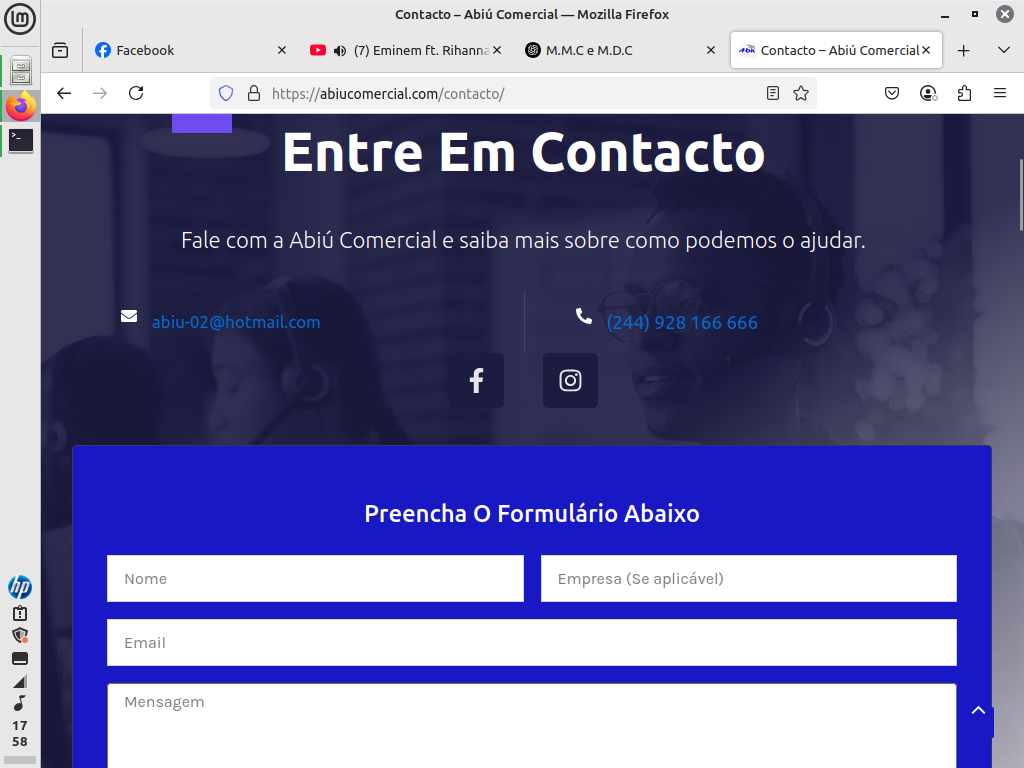 Contacto – Abiú Comercial — Mozilla Firefox
Facebook
(7) Eminem ft. Rihanna
M.M.C e M.D.C
Contacto – Abiú Comercial
https://abiucomercial.com/contacto/
Entre Em Contacto
Fale com a Abiú Comercial e saiba mais sobre como podemos o ajudar.
abiu-02@hotmail.com
(244) 928 166 666
Preencha O Formulário Abaixo
Nome
Empresa (Se aplicável)
Email
Mensagem
hp
17
58